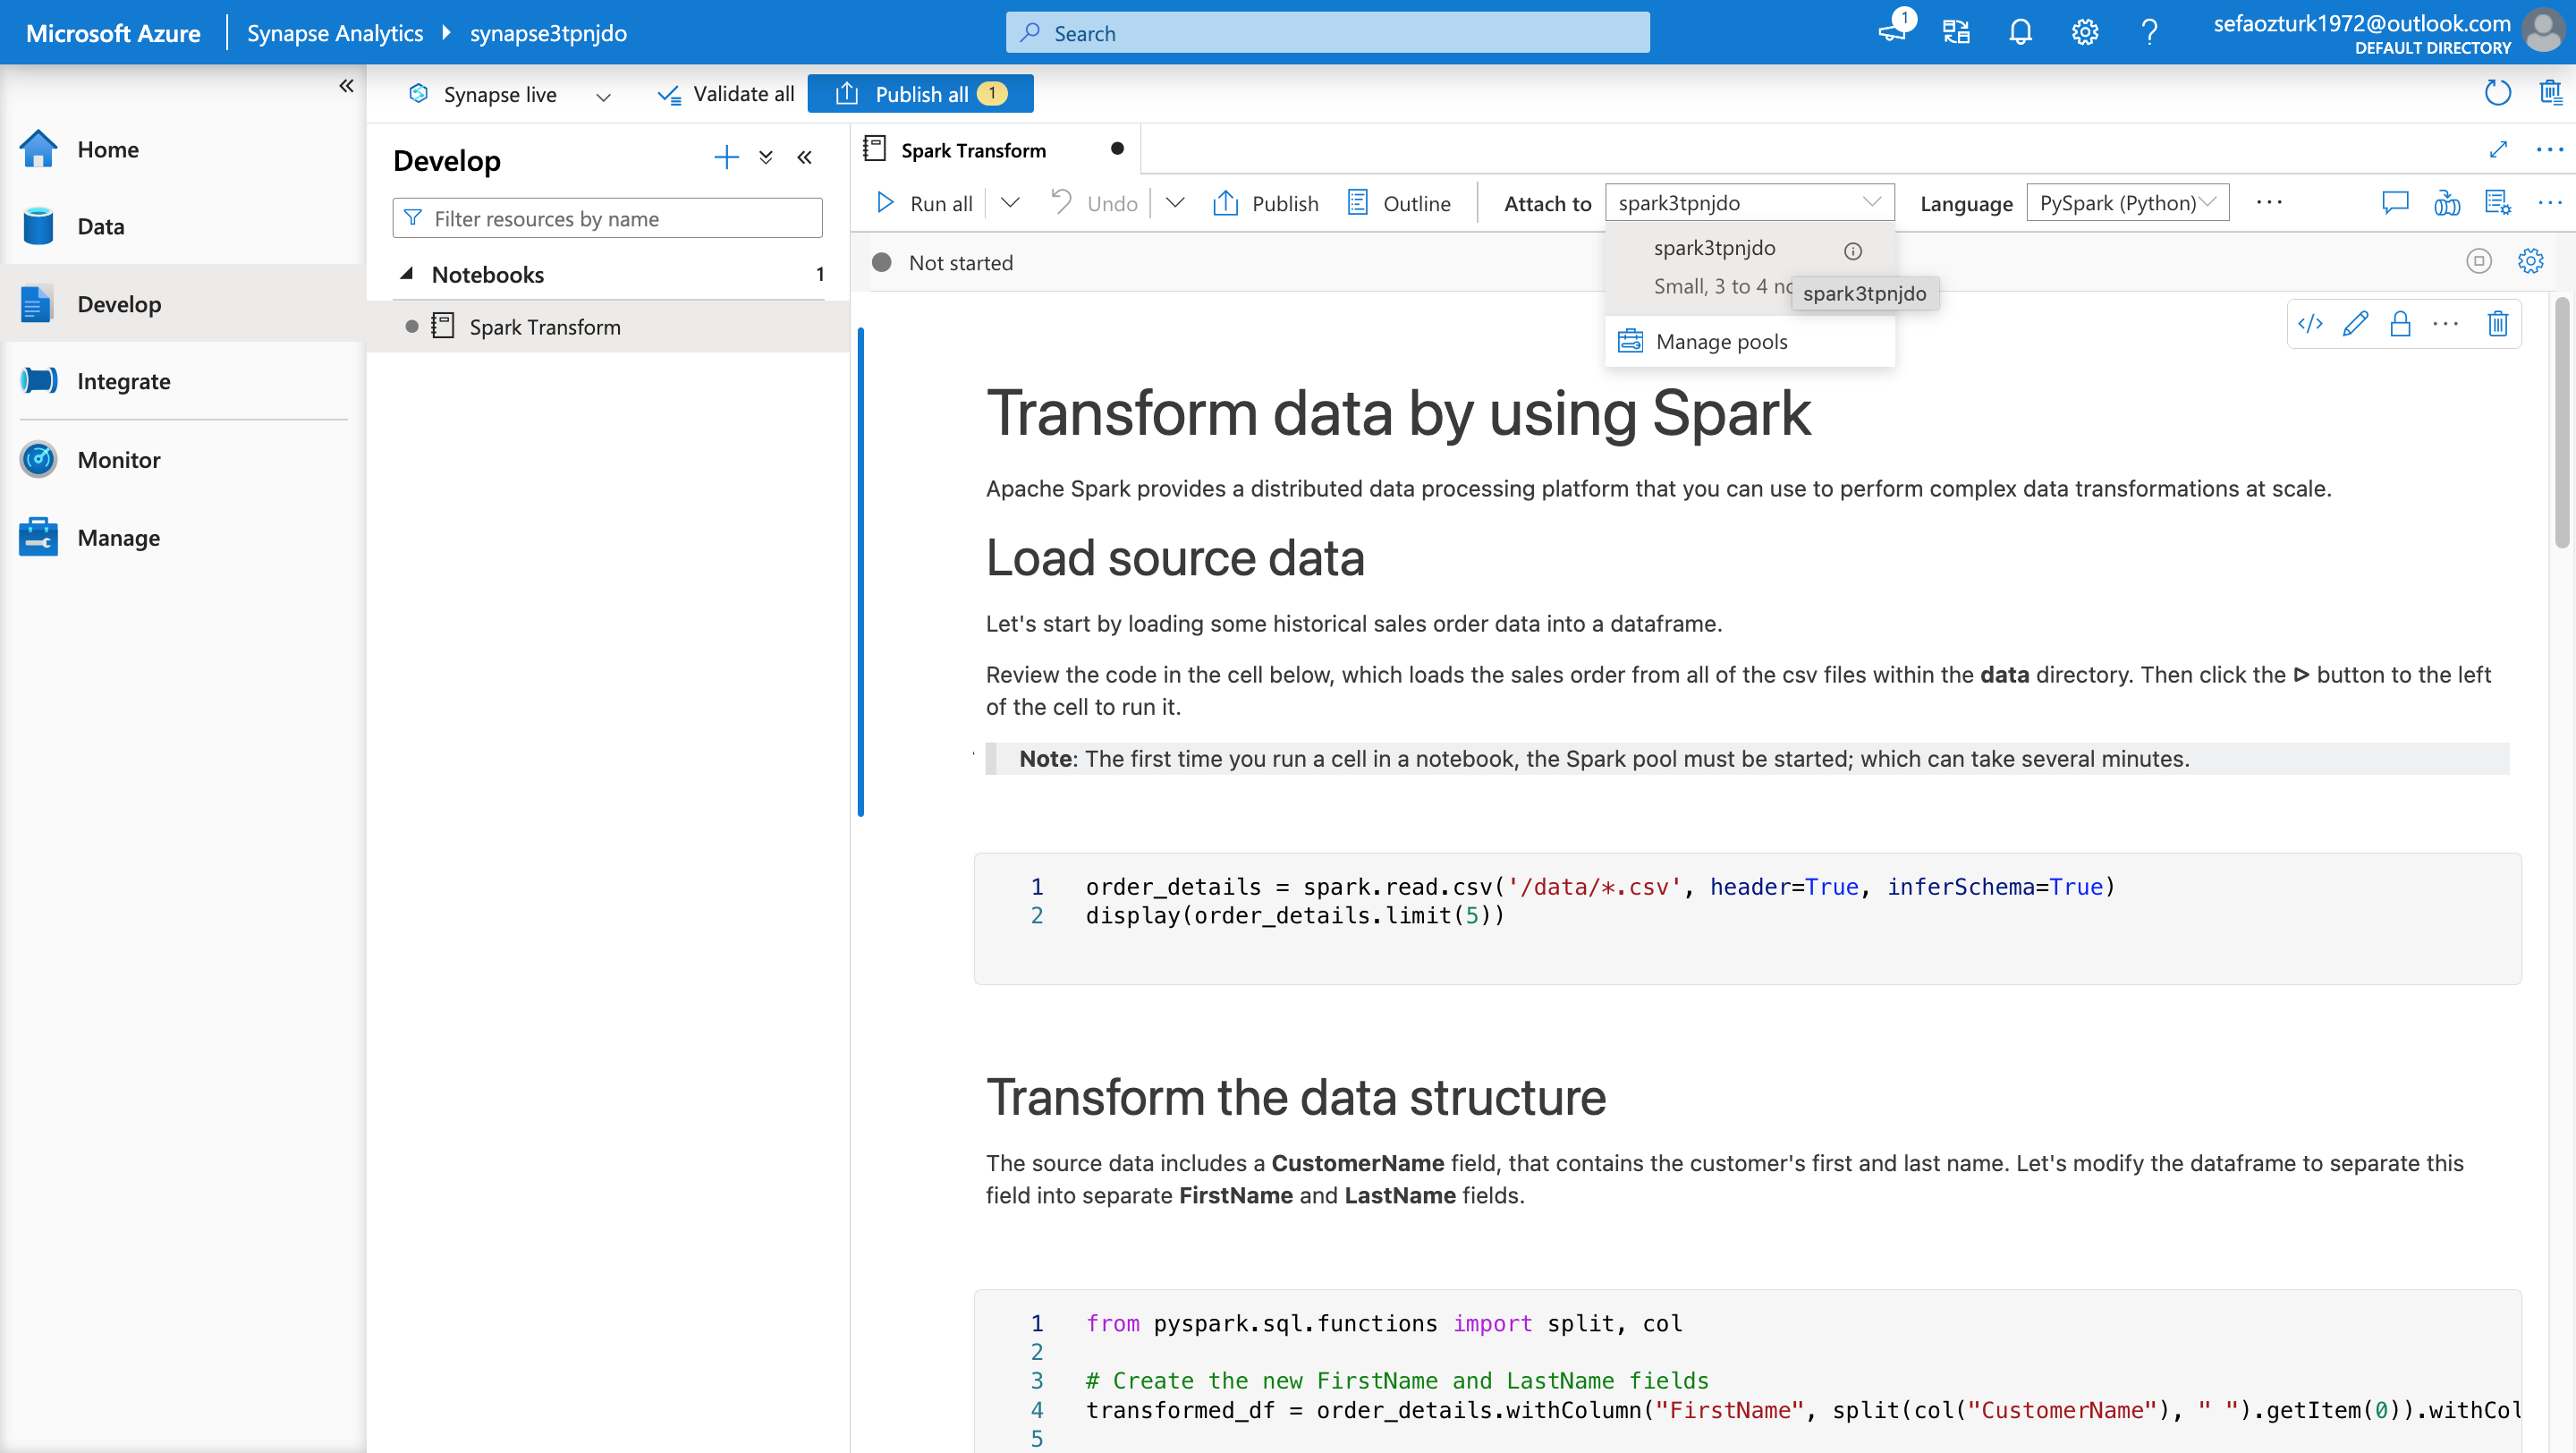 Microsoft Azure
Synapse Analytics
synapse3tpnjdo
Search
1
sefaozturk1972@outlook.com
DEFAULT DIRECTORY
Synapse live
Validate all
Publish all 1
Home
Data
Develop
Integrate
Monitor
Manage
Develop
Filter resources by name
Notebooks 1
Spark Transform
Spark Transform
Run all
Undo
Publish
Outline
Attach to
spark3tpnjdo
Language
PySpark (Python)
Not started
spark3tpnjdo
Small, 3 to 4
spark3tpnjdo
Manage pools
Transform data by using Spark
Apache Spark provides a distributed data processing platform that you can use to perform complex data transformations at scale.
Load source data
Let's start by loading some historical sales order data into a dataframe.
Review the code in the cell below, which loads the sales order from all of the csv files within the data directory. Then click the ▷ button to the left
of the cell to run it.
Note: The first time you run a cell in a notebook, the Spark pool must be started; which can take several minutes.
1 order_details = spark.read.csv('/data/*.csv', header=True, inferSchema=True)
2 display(order_details.limit(5))
Transform the data structure
The source data includes a CustomerName field, that contains the customer's first and last name. Let's modify the dataframe to separate this
field into separate FirstName and LastName fields.
1 from pyspark.sql.functions import split, col
2
3 # Create the new FirstName and LastName fields
4 transformed_df = order_details.withColumn("FirstName", split(col("CustomerName"), " ").getItem(0)).withCol
5